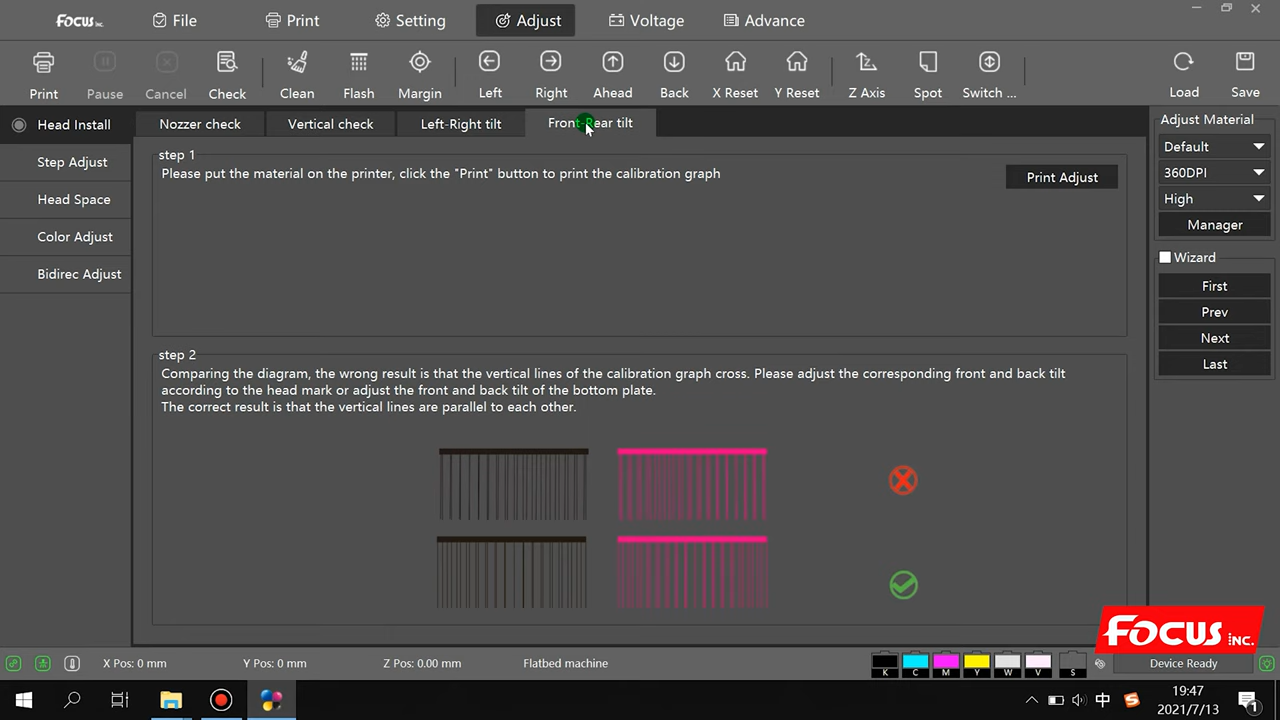 FOCUS INC.
File
Print
Setting
Adjust
Voltage
Advance
Print
Pause
Cancel
Check
Clean
Flash
Margin
Left
Right
Ahead
Back
X Reset
Y Reset
Z Axis
Spot
Switch ...
Load
Save
Head Install
Step Adjust
Head Space
Color Adjust
Bidirec Adjust
Nozzer check
Vertical check
Left-Right tilt
Front-Rear tilt
step 1
Please put the material on the printer, click the "Print" button to print the calibration graph
Print Adjust
step 2
Comparing the diagram, the wrong result is that the vertical lines of the calibration graph cross. Please adjust the corresponding front and back tilt
according to the head mark or adjust the front and back tilt of the bottom plate.
The correct result is that the vertical lines are parallel to each other.
Adjust Material
Default
360DPI
High
Manager
Wizard
First
Prev
Next
Last
FOCUS INC.
X Pos: 0 mm
Y Pos: 0 mm
Z Pos: 0.00 mm
Flatbed machine
K
C
M
Y
W
V
S
Device Ready
中
S
19:47
2021/7/13
1